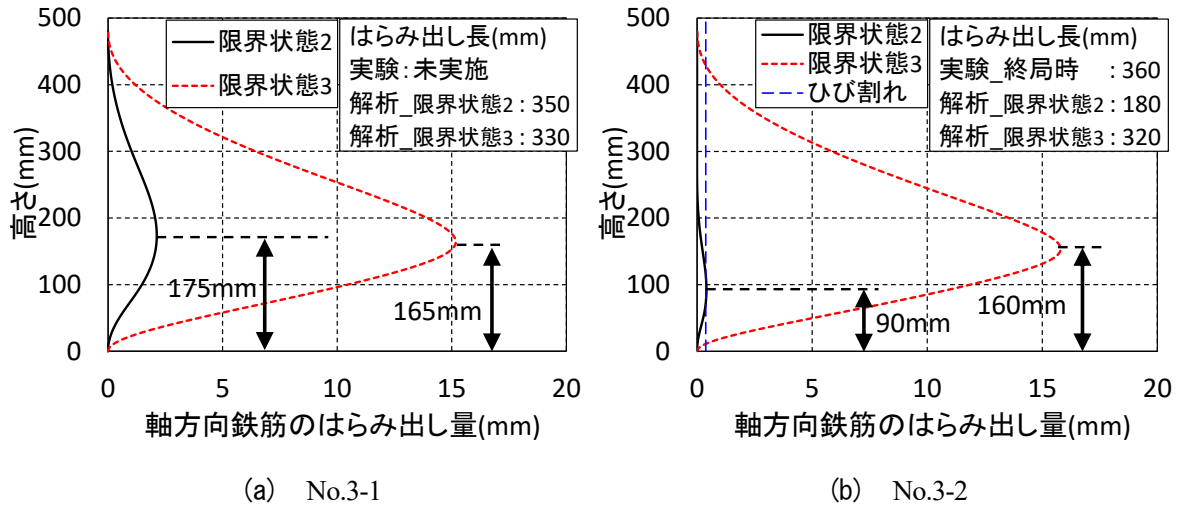 500
400
300
200
100
0
高さ(mm)
限界状態2
限界状態3
はらみ出し長(mm)
実験：未実施
解析_限界状態2：350
解析_限界状態3：330
175mm
165mm
0 5 10 15 20
軸方向鉄筋のはらみ出し量(mm)
(a) No.3-1
500
400
300
200
100
0
高さ(mm)
限界状態2
限界状態3
ひび割れ
はらみ出し長(mm)
実験_終局時 ：360
解析_限界状態2：180
解析_限界状態3：320
90mm
160mm
0 5 10 15 20
軸方向鉄筋のはらみ出し量(mm)
(b) No.3-2